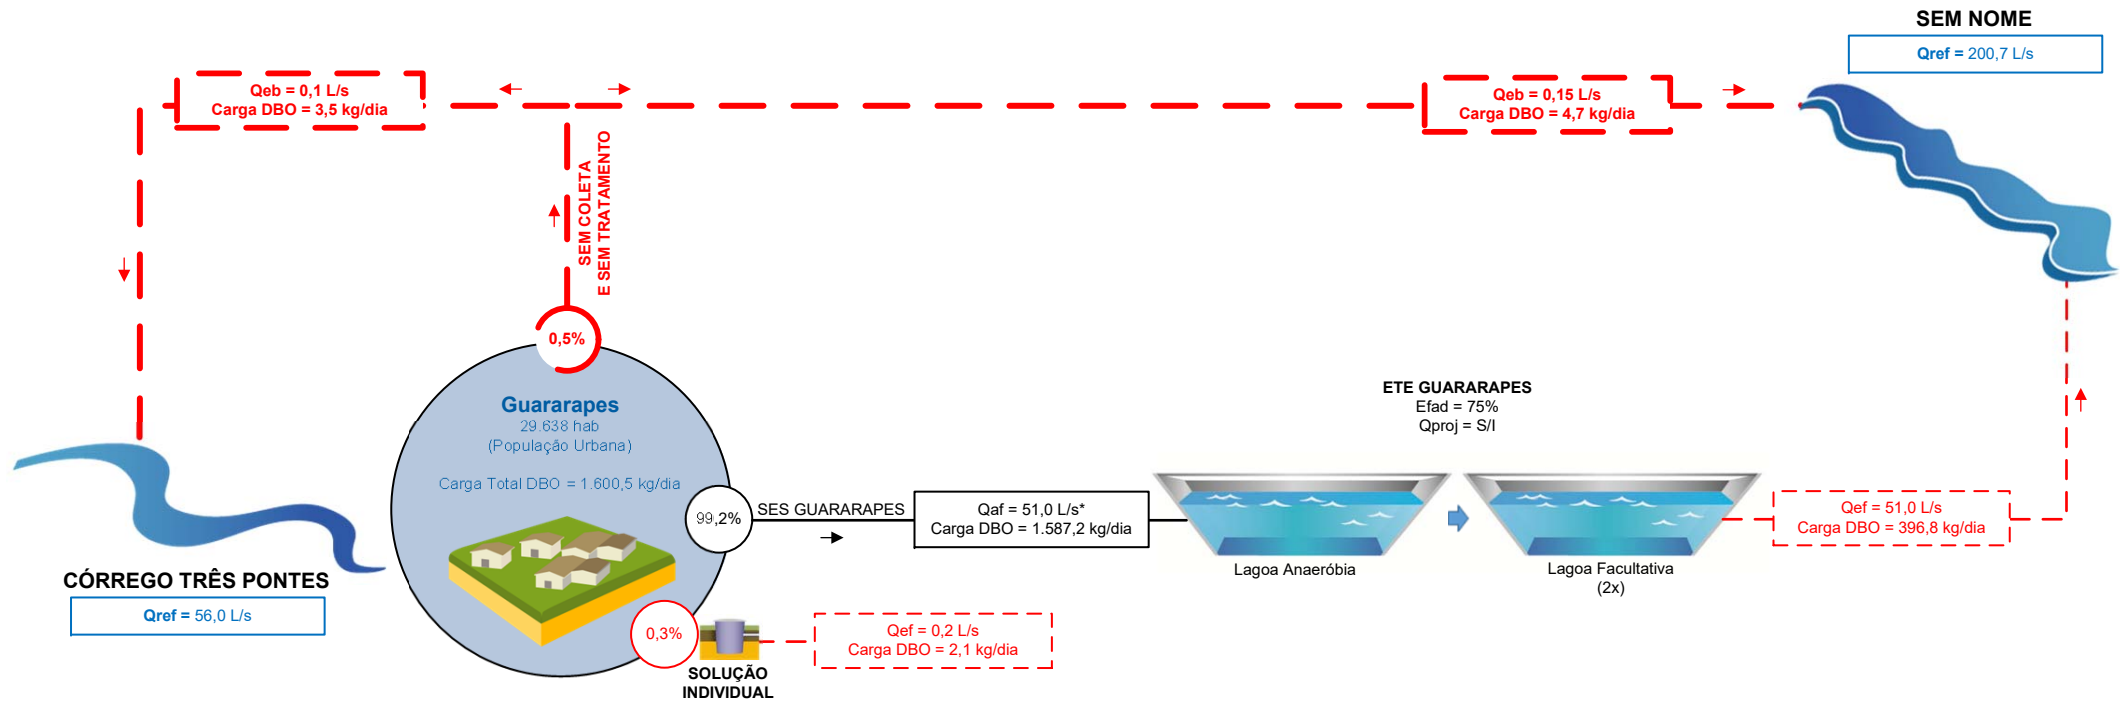 SEM NOME
Qref = 200,7 L/s
Qeb = 0,1 L/s
Carga DBO = 3,5 kg/dia
Qeb = 0,15 L/s
Carga DBO = 4,7 kg/dia
SEM COLETA
E SEM TRATAMENTO
0,5%
Guararapes
29.638 hab
(População Urbana)
Carga Total DBO = 1.600,5 kg/dia
ETE GUARARAPES
Efad = 75%
Qproj = S/I
99,2%
SES GUARARAPES
Qaf = 51,0 L/s*
Carga DBO = 1.587,2 kg/dia
Lagoa Anaeróbia
Lagoa Facultativa
(2x)
Qef = 51,0 L/s
Carga DBO = 396,8 kg/dia
CÓRREGO TRÊS PONTES
Qref = 56,0 L/s
0,3%
SOLUÇÃO
INDIVIDUAL
Qef = 0,2 L/s
Carga DBO = 2,1 kg/dia